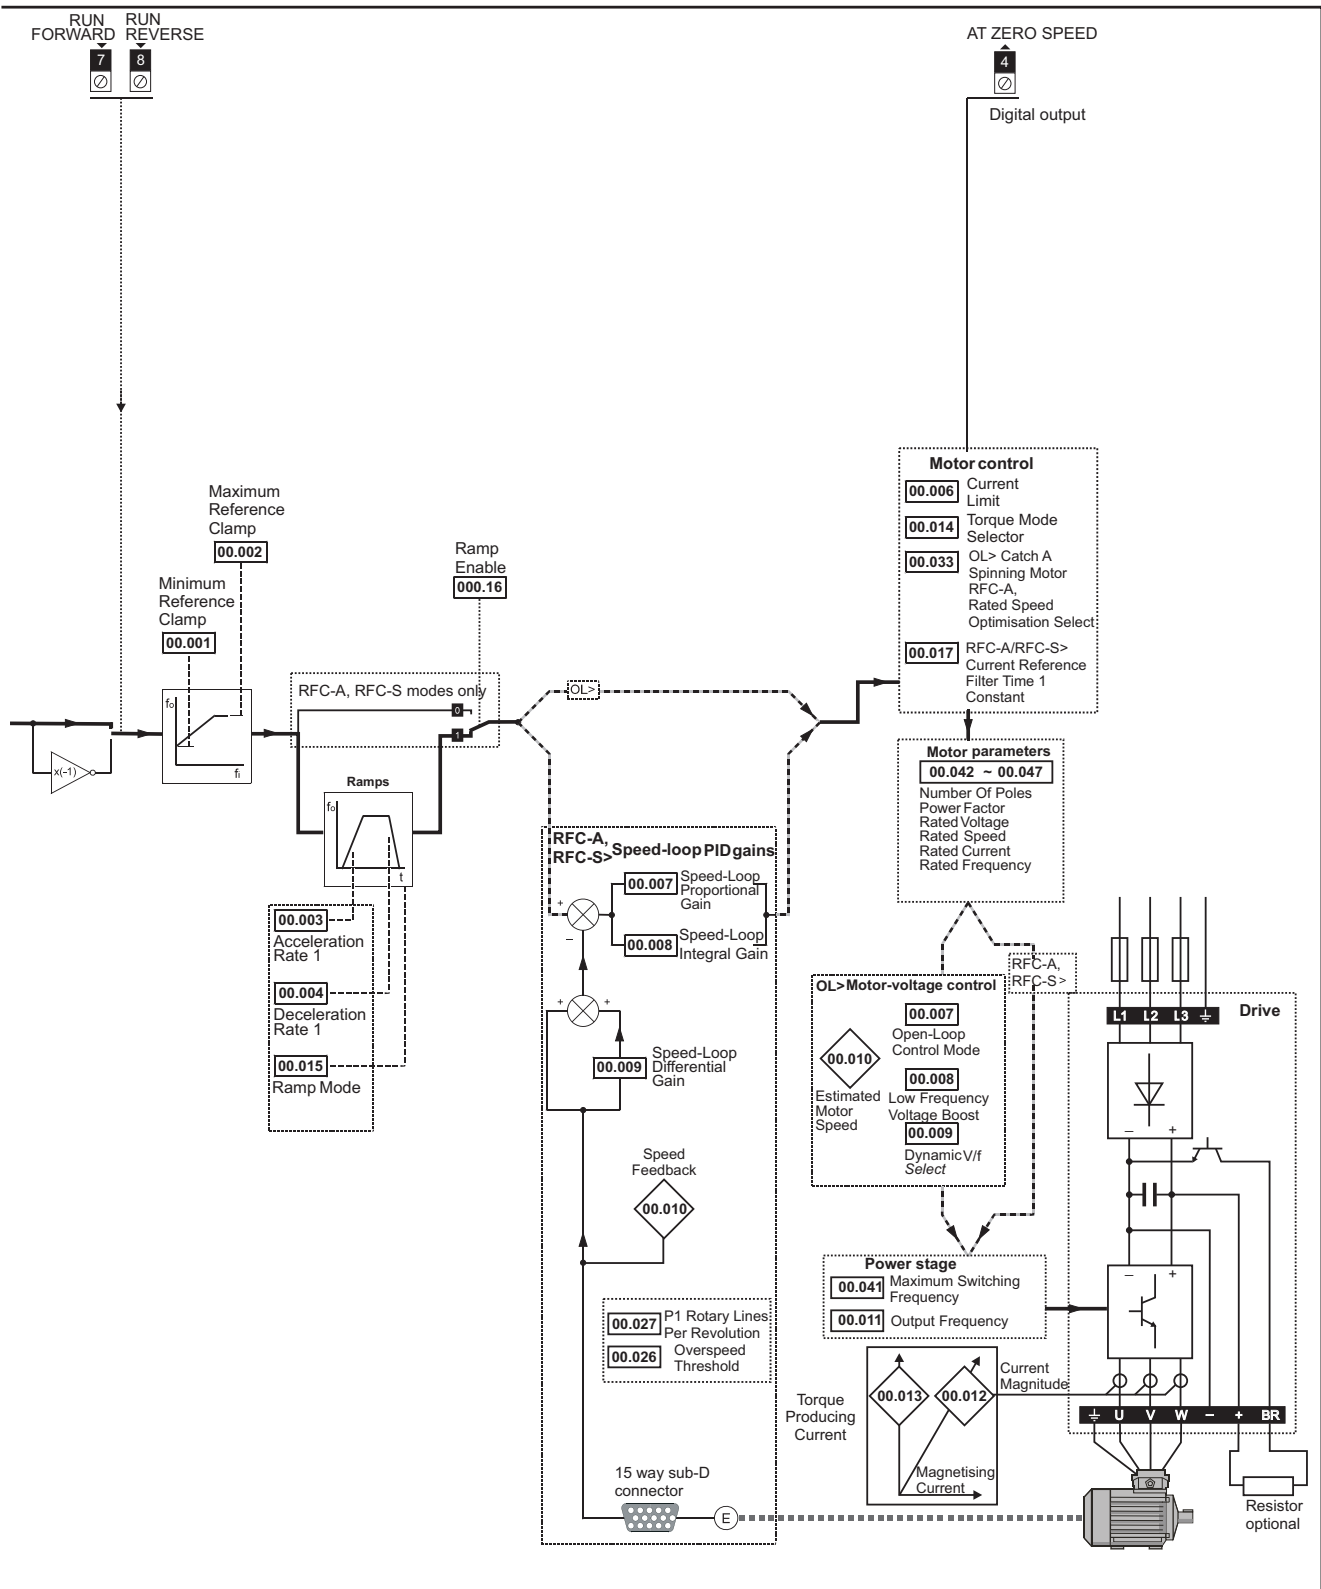 RUN FORWARD
RUN REVERSE
7
8
AT ZERO SPEED
4
Digital output
Maximum
Reference
Clamp
00.002
Minimum
Reference
Clamp
00.001
Ramp
Enable
000.16
RFC-A, RFC-S modes only
0
1
fo
fi
x(-1)
Ramps
fo
t
00.003
Acceleration
Rate 1
00.004
Deceleration
Rate 1
00.015
Ramp Mode
OL>
RFC-A,
RFC-S> Speed-loop PID gains
+
–
00.007 Speed-Loop
Proportional
Gain
00.008 Speed-Loop
Integral Gain
+ +
00.009 Speed-Loop
Differential
Gain
Speed
Feedback
00.010
00.027 P1 Rotary Lines
Per Revolution
00.026 Overspeed
Threshold
15 way sub-D
connector
E
Motor control
00.006 Current
Limit
00.014 Torque Mode
Selector
00.033 OL> Catch A
Spinning Motor
RFC-A,
Rated Speed
Optimisation Select
00.017 RFC-A/RFC-S>
Current Reference
Filter Time 1
Constant
Motor parameters
00.042 ~ 00.047
Number Of Poles
Power Factor
Rated Voltage
Rated Speed
Rated Current
Rated Frequency
RFC-A,
RFC-S>
OL> Motor-voltage control
00.007
Open-Loop
Control Mode
00.010
Estimated
Motor
Speed
00.008
Low Frequency
Voltage Boost
00.009
Dynamic V/f
Select
Power stage
00.041 Maximum Switching
Frequency
00.011 Output Frequency
Torque
Producing
Current
00.013
00.012
Current
Magnitude
Magnetising
Current
Drive
L1 L2 L3
– +
– +
U V W – + BR
Resistor
optional